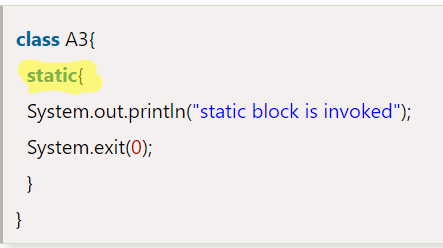 class A3{
static{
System.out.println("static block is invoked");
System.exit(0);
}
}